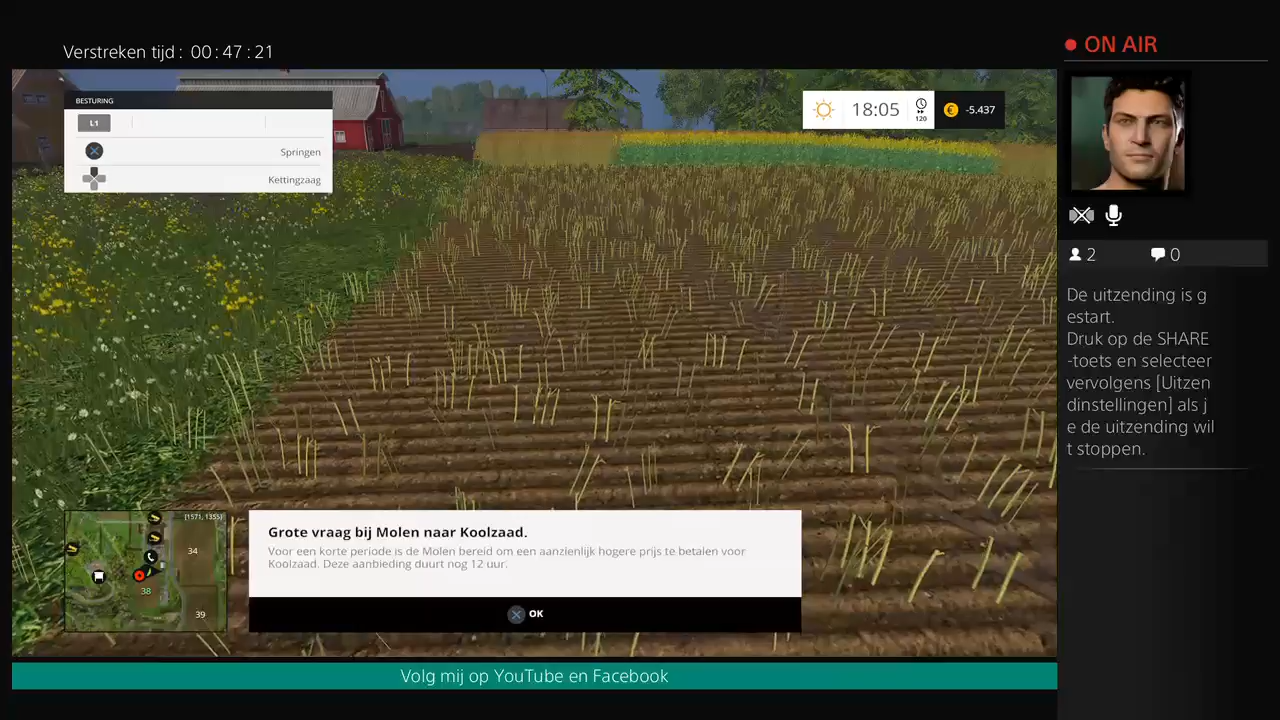 Verstreken tijd : 00 : 47 : 21
ON AIR
BESTURING
L1
Springen
Kettingzaag
18:05
120
-5.437
2
0
De uitzending is g
estart.
Druk op de SHARE
-toets en selecteer
vervolgens [Uitzen
dinstellingen] als j
e de uitzending wil
t stoppen.
[1571, 1355]
34
38
39
Grote vraag bij Molen naar Koolzaad.
Voor een korte periode is de Molen bereid om een aanzienlijk hogere prijs te betalen voor
Koolzaad. Deze aanbieding duurt nog 12 uur.
OK
Volg mij op YouTube en Facebook